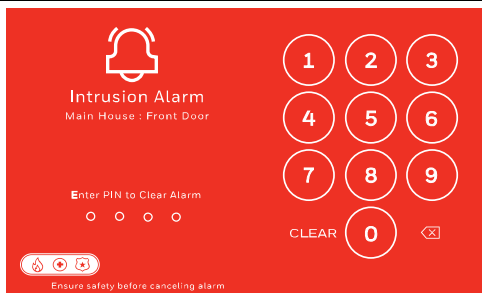 Intrusion Alarm
Main House : Front Door
Enter PIN to Clear Alarm
Ensure safety before canceling alarm
1 2 3
4 5 6
7 8 9
CLEAR 0